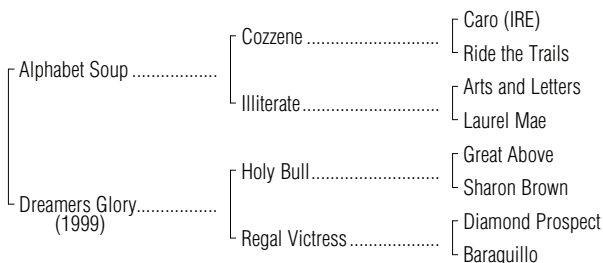 Caro (IRE)
Cozzene ..................................
Ride the Trails
Alphabet Soup ..................
Arts and Letters
Illiterate...................................
Laurel Mae
Great Above
Holy Bull.................................
Sharon Brown
Dreamers Glory.................
(1999)
Diamond Prospect
Regal Victress .......................
Baraquillo